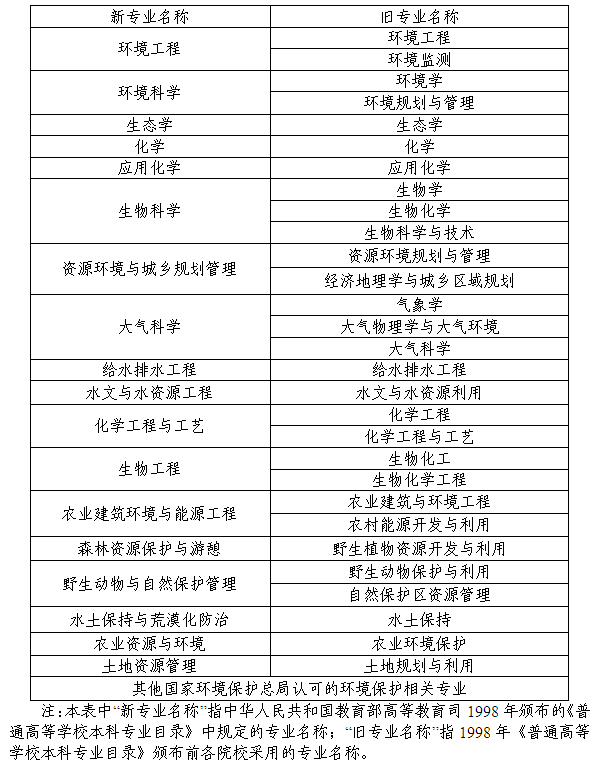 新专业名称 旧专业名称
环境工程 环境工程
环境监测
环境科学 环境学
环境规划与管理
生态学 生态学
化学 化学
应用化学 应用化学
生物科学 生物学
生物化学
生物科学与技术
资源环境与城乡规划管理 资源环境规划与管理
经济地理学与城乡区域规划
大气科学 气象学
大气物理学与大气环境
大气科学
给水排水工程 给水排水工程
水文与水资源工程 水文与水资源利用
化学工程与工艺 化学工程
化学工程与工艺
生物工程 生物化工
生物化学工程
农业建筑环境与能源工程 农业建筑与环境工程
农村能源开发与利用
森林资源保护与游憩 野生植物资源开发与利用
野生动物与自然保护管理 野生动物保护与利用
自然保护区资源管理
水土保持与荒漠化防治 水土保持
农业资源与环境 农业环境保护
土地资源管理 土地规划与利用
其他国家环境保护总局认可的环境保护相关专业
注:本表中“新专业名称”指中华人民共和国教育部高等教育司 1998 年颁布的《普
通高等学校本科专业目录》中规定的专业名称；“旧专业名称”指 1998 年《普通高等
学校本科专业目录》颁布前各院校采用的专业名称。